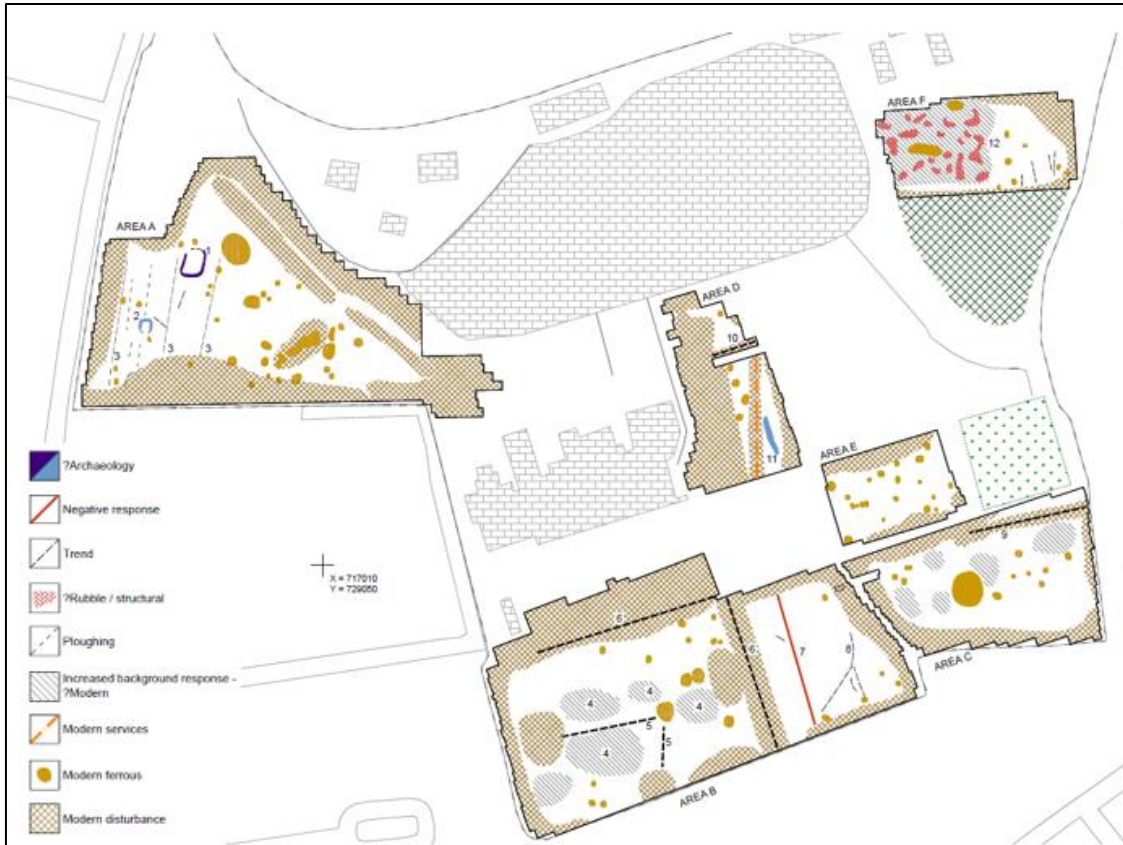 AREA F
12
AREA A
1
2
3
3
3
AREA D
10
11
AREA E
9
AREA C
X = 717010
Y = 729050
6
6
7
8
4
4
4
5
5
4
AREA B
?Archaeology
Negative response
Trend
?Rubble / structural
Ploughing
Increased background response -
?Modern
Modern services
Modern ferrous
Modern disturbance